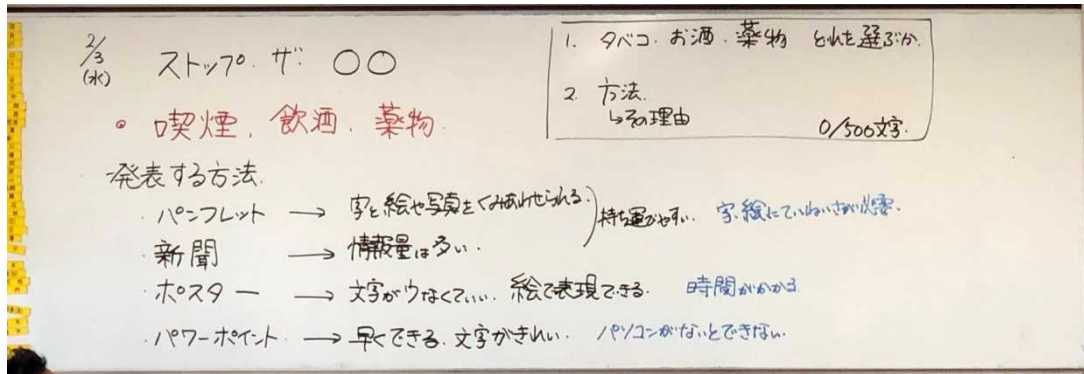 2/3
(水)
ストップ・ザ・〇〇
・喫煙、飲酒、薬物
1. タバコ、お酒、薬物 どれを選ぶか
2. 方法
↳その理由
0/500文字
発表する方法
・パンフレット → 字と絵や写真をくみあわせられる。 持ち運びやすい。 字、絵にていねいさが必要。
・新聞 → 情報量は多い。
・ポスター → 文字が少なくていい。絵で表現できる。 時間がかかる
・パワーポイント → 早くできる。文字がきれい。 パソコンがないとできない。